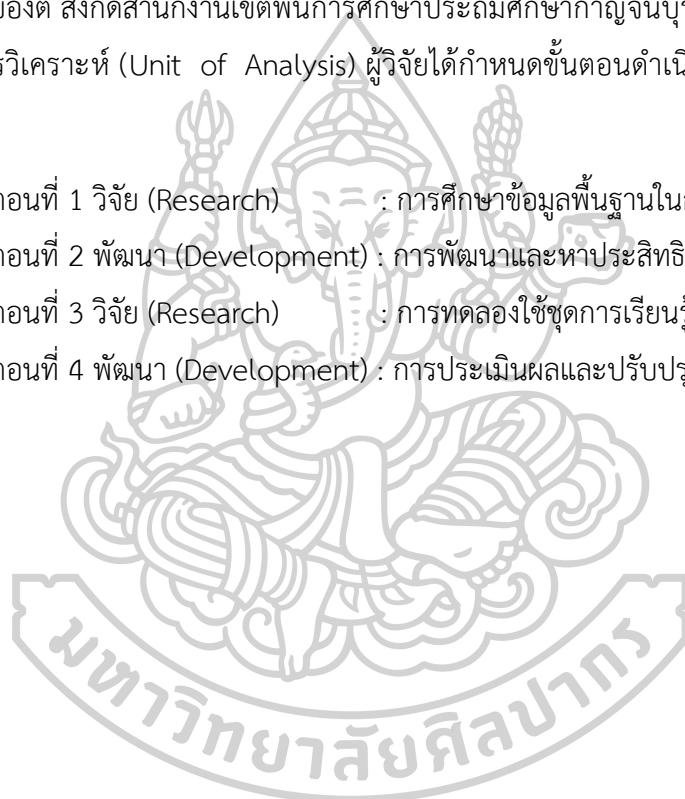 ของต์ สังกัดสำนักงานเขตพื้นที่การศึกษาประถมศึกษากาญจนบุ
รวิเคราะห์ (Unit of Analysis) ผู้วิจัยได้กำหนดขั้นตอนดำเนิ
ตอนที่ 1 วิจัย (Research) : การศึกษาข้อมูลพื้นฐานใน
ตอนที่ 2 พัฒนา (Development) : การพัฒนาและหาประสิทธิ
ตอนที่ 3 วิจัย (Research) : การทดลองใช้ชุดการเรียนรู้
ตอนที่ 4 พัฒนา (Development) : การประเมินผลและปรับปรุ
มหาวิทยาลัยศิลปากร